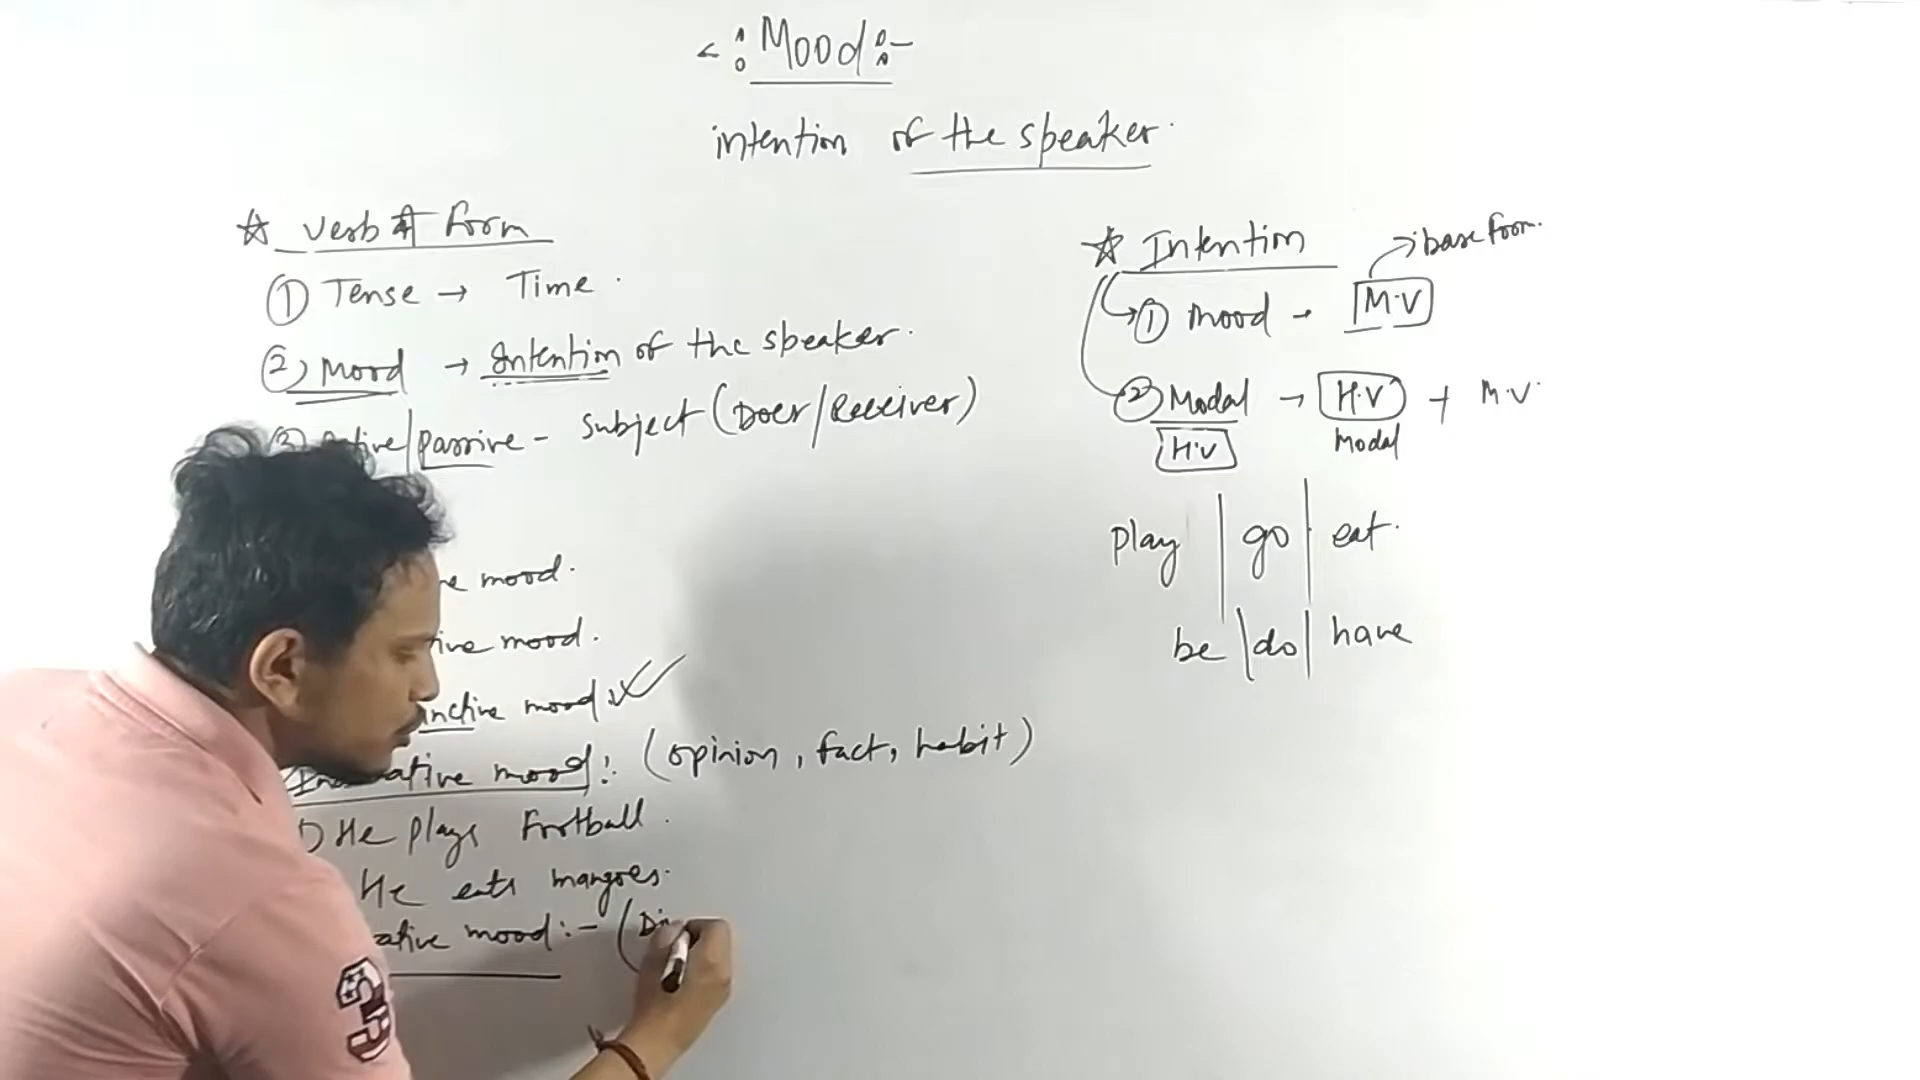 Mood:-
intention of the speaker.
☆ Verb Form
① Tense → Time.
② Mood → Intention of the speaker.
/Passive - Subject (Doer/Receiver)
mood.
mood.
mood. ✓
mood: (opinion, fact, habit)
1) He plays Football.
He eats mangoes.
mood:- (
☆ Intention
① Mood → M.V → base form.
② Modal → H.V + M.V.
H.V Modal
play | go | eat.
be | do | have
3